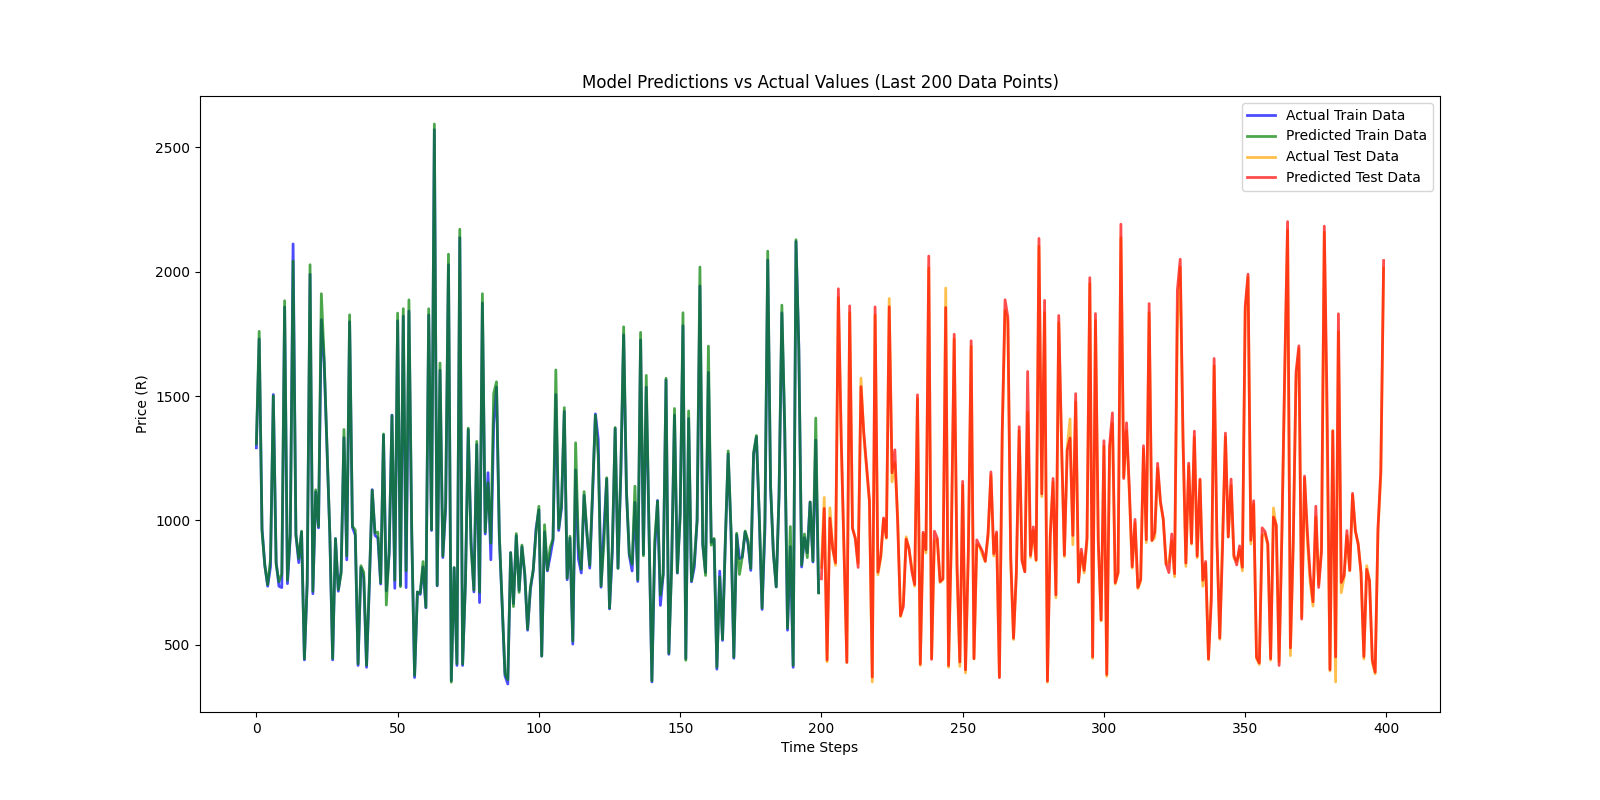 Model Predictions vs Actual Values (Last 200 Data Points)
Actual Train Data
Predicted Train Data
Actual Test Data
Predicted Test Data
2500
2000
1500
1000
500
Price (R)
0 50 100 150 200 250 300 350 400
Time Steps